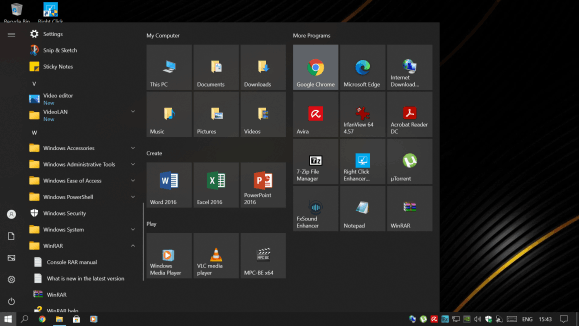 Recycle Bin
Right Click
Settings
Snip & Sketch
Sticky Notes
V
Video editor
New
VideoLAN
New
W
Windows Accessories
Windows Administrative Tools
Windows Ease of Access
Windows PowerShell
Windows Security
Windows System
WinRAR
Console RAR manual
What is new in the latest version
WinRAR
WinRAR help
My Computer
This PC
Documents
Downloads
Music
Pictures
Videos
Create
Word 2016
Excel 2016
PowerPoint
2016
Play
Windows
Media Player
VLC media
player
MPC-BE x64
More Programs
Google Chrome
Microsoft Edge
Internet
Download...
Avira
IrfanView 64
4.57
Acrobat Reader
DC
7-Zip File
Manager
Right Click
Enhancer...
µTorrent
FxSound
Enhancer
Notepad
WinRAR
ENG
15:43